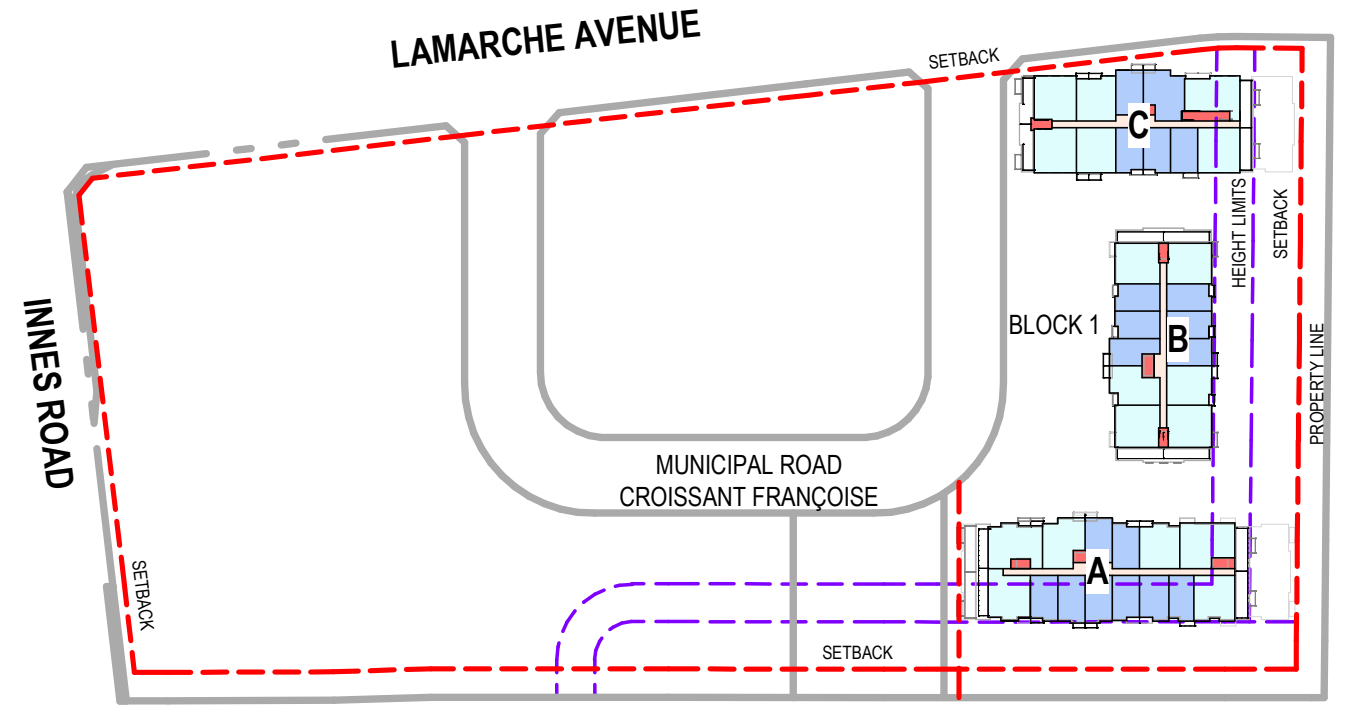 LAMARCHE AVENUE
SETBACK
C
HEIGHT LIMITS
SETBACK
INNES ROAD
BLOCK 1
B
PROPERTY LINE
MUNICIPAL ROAD
CROISSANT FRANÇOISE
A
SETBACK
SETBACK